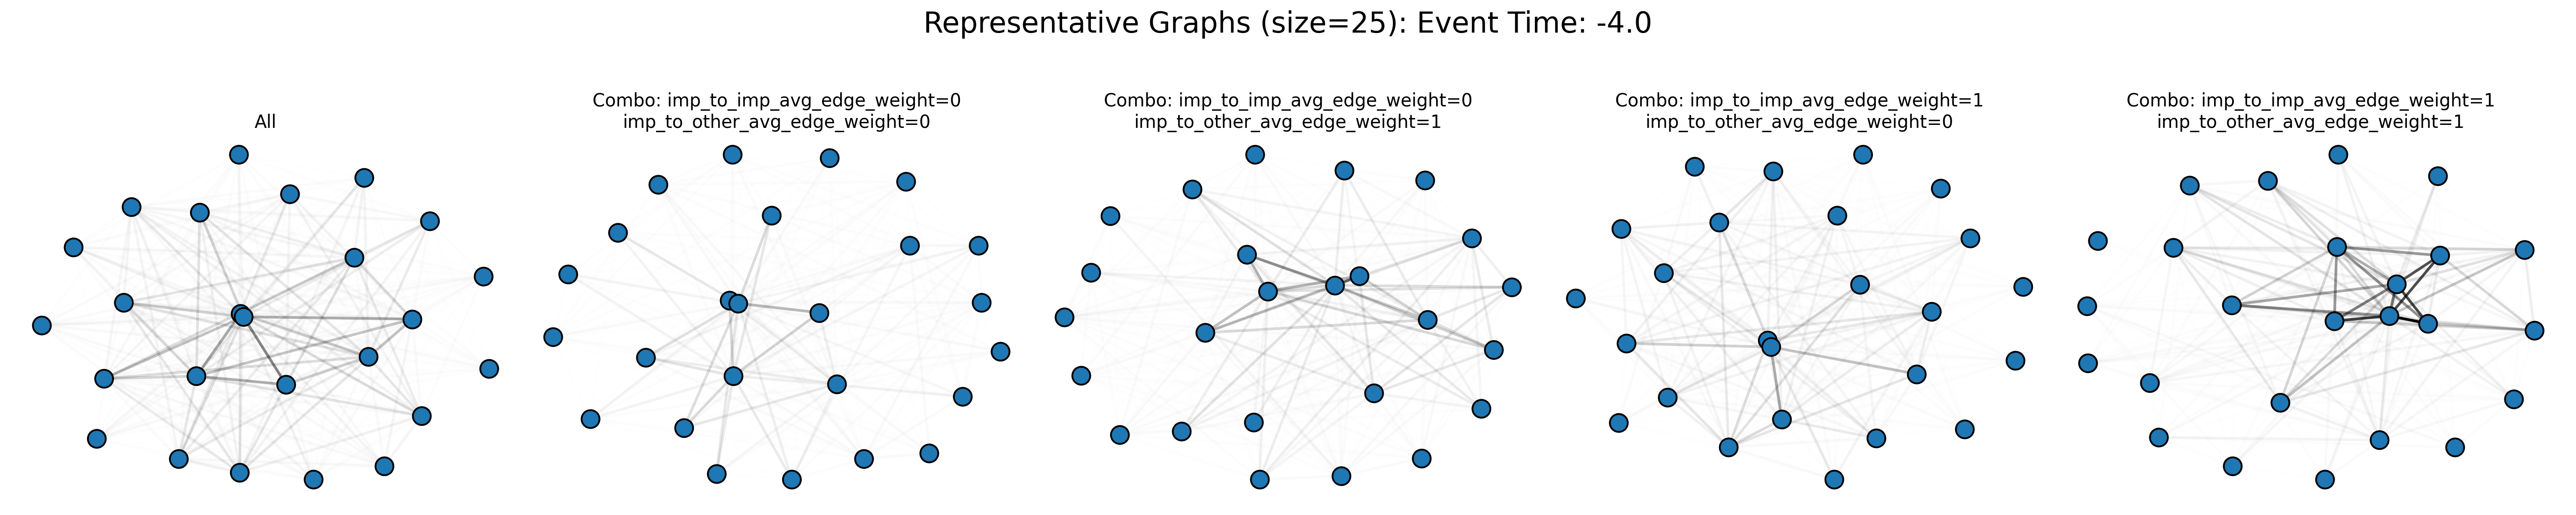 Representative Graphs (size=25): Event Time: -4.0
All
Combo: imp_to_imp_avg_edge_weight=0
imp_to_other_avg_edge_weight=0
Combo: imp_to_imp_avg_edge_weight=0
imp_to_other_avg_edge_weight=1
Combo: imp_to_imp_avg_edge_weight=1
imp_to_other_avg_edge_weight=0
Combo: imp_to_imp_avg_edge_weight=1
imp_to_other_avg_edge_weight=1